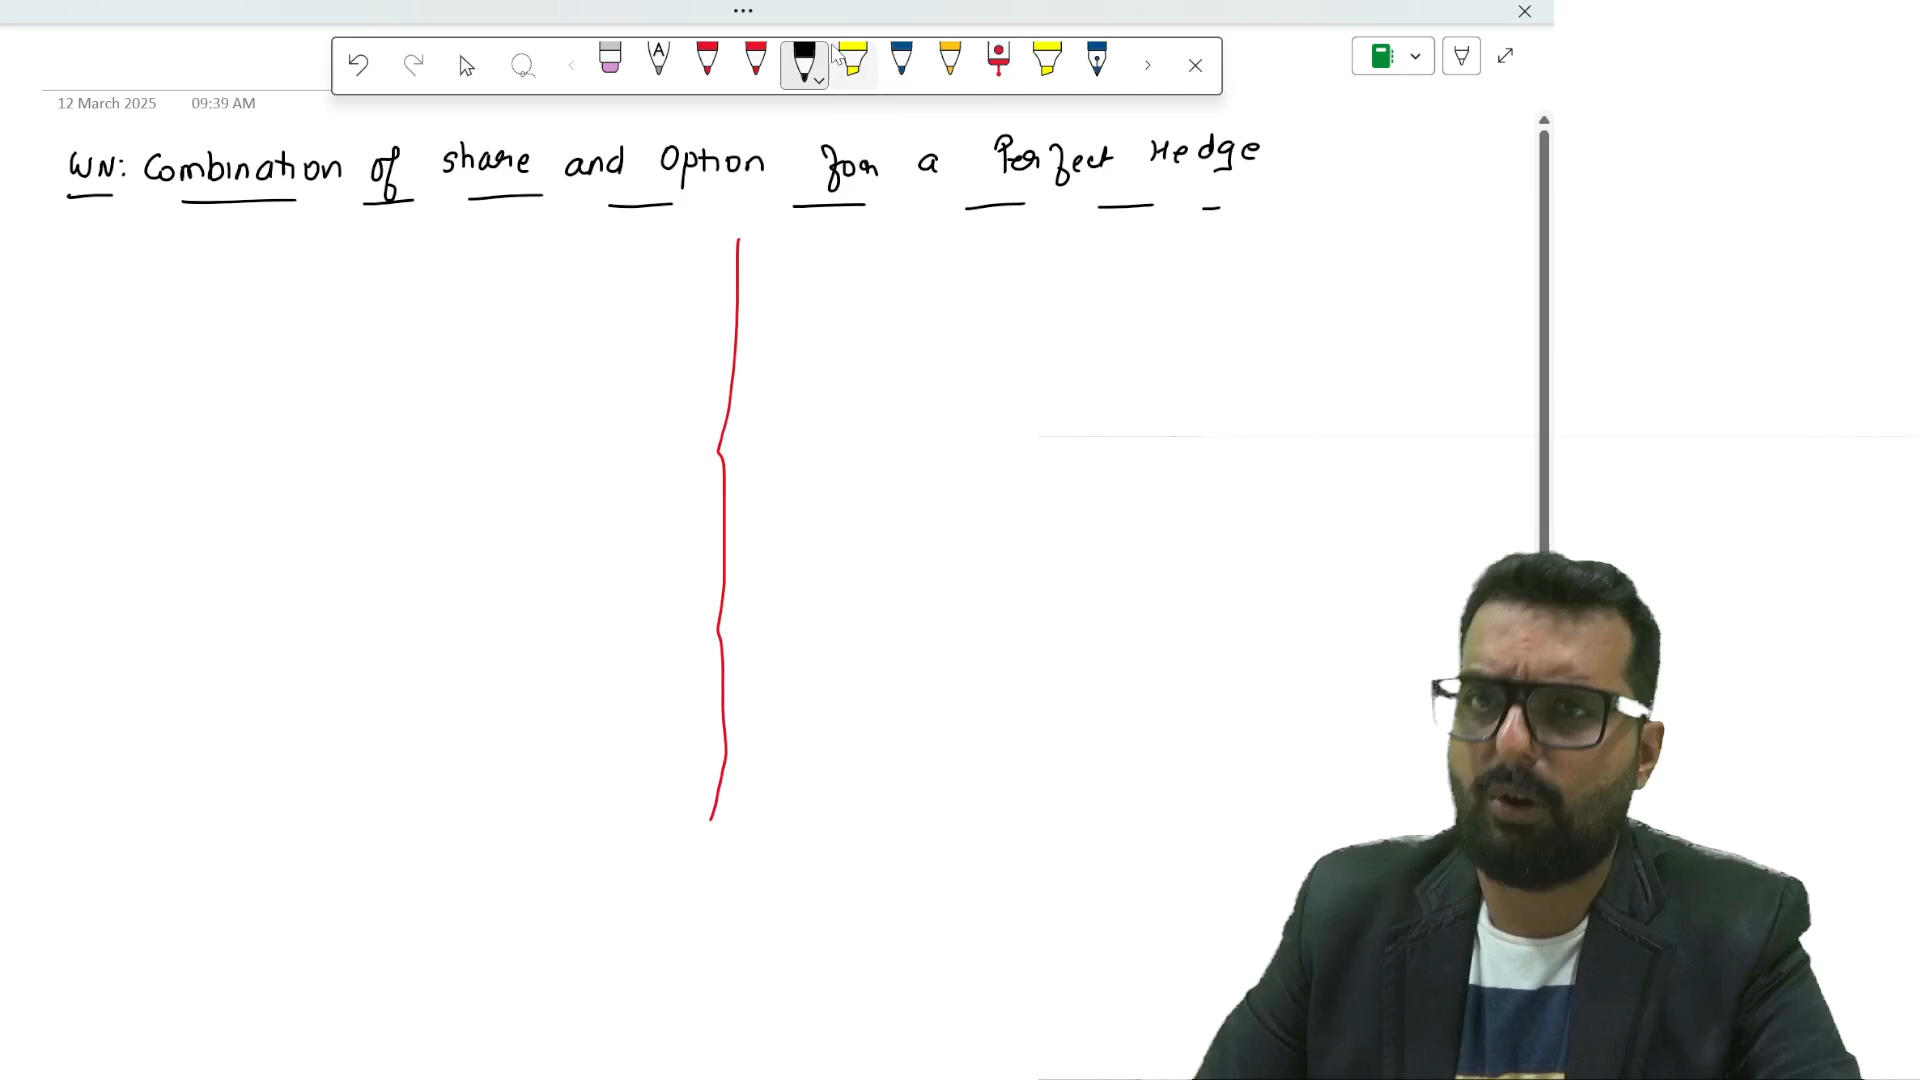 12 March 2025 09:39 AM
WN: Combination of share and Option for a Perfect Hedge